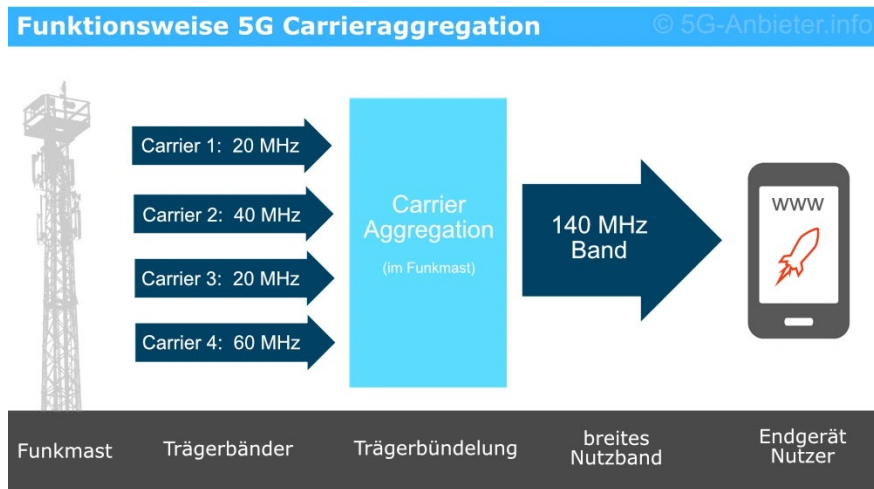 Funktionsweise 5G Carrieraggregation
© 5G-Anbieter.info
Carrier 1: 20 MHz
Carrier 2: 40 MHz
Carrier 3: 20 MHz
Carrier 4: 60 MHz
Carrier
Aggregation
(im Funkmast)
140 MHz
Band
www
Funkmast
Trägerbänder
Trägerbündelung
breites
Nutzband
Endgerät
Nutzer